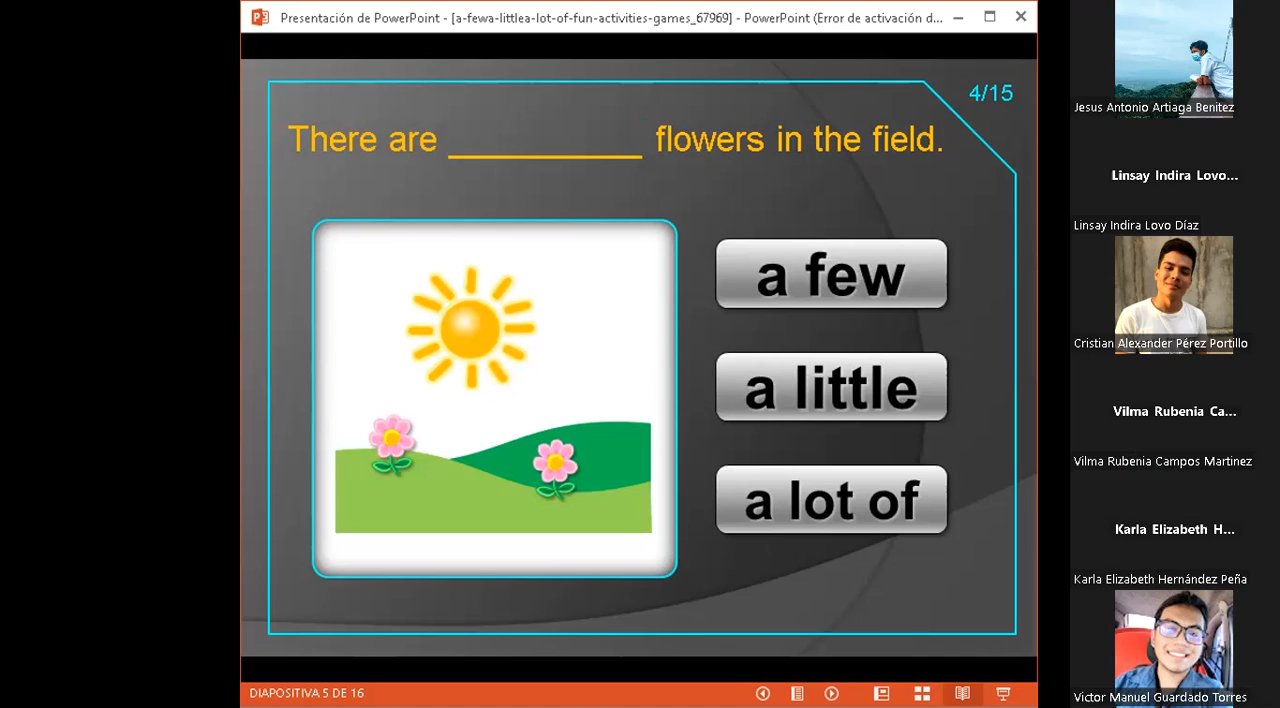 Presentación de PowerPoint - [a-fewa-littlea-lot-of-fun-activities-games_67969] - PowerPoint (Error de activación d...
4/15
There are __________ flowers in the field.
a few
a little
a lot of
DIAPOSITIVA 5 DE 16
Jesus Antonio Artiaga Benitez
Linsay Indira Lovo...
Linsay Indira Lovo Díaz
Cristian Alexander Pérez Portillo
Vilma Rubenia Ca...
Vilma Rubenia Campos Martinez
Karla Elizabeth H...
Karla Elizabeth Hernández Peña
Victor Manuel Guardado Torres